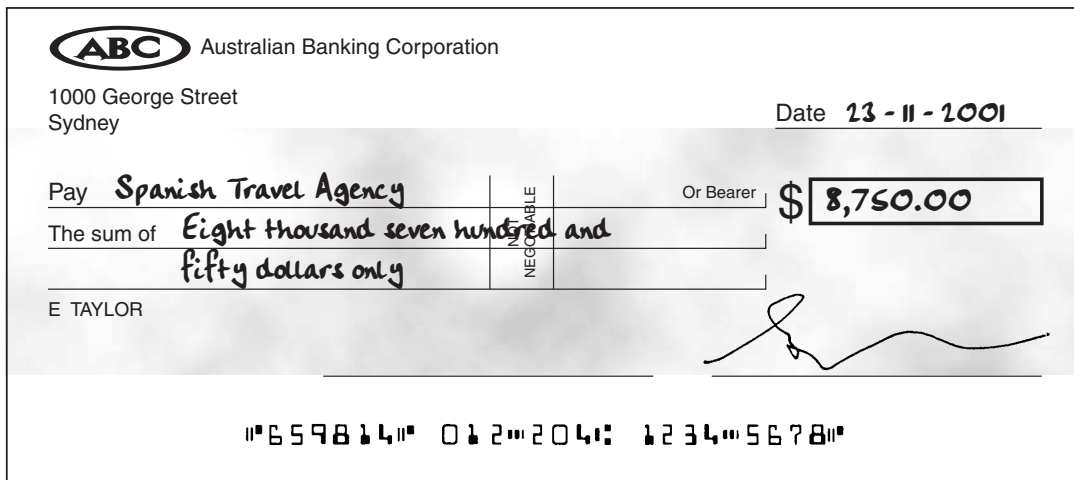 ABC Australian Banking Corporation
1000 George Street
Sydney
Date 23-11-2001
Pay Spanish Travel Agency Or Bearer $ 8,750.00
NOT
NEGOTIABLE
The sum of Eight thousand seven hundred and
fifty dollars only
E TAYLOR
⑈659814⑈ 012⑉204⑆ 1234⑉5678⑈